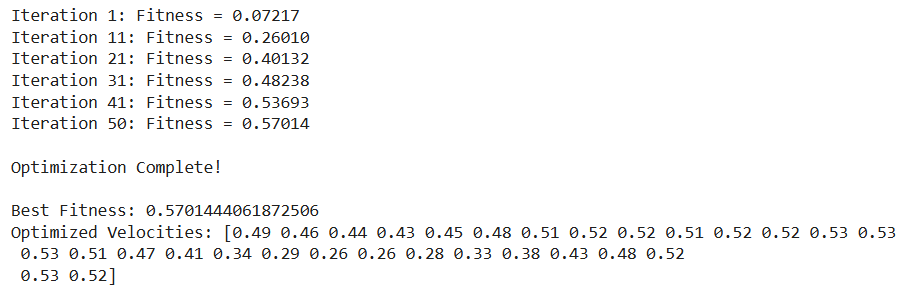 Iteration 1: Fitness = 0.07217
Iteration 11: Fitness = 0.26010
Iteration 21: Fitness = 0.40132
Iteration 31: Fitness = 0.48238
Iteration 41: Fitness = 0.53693
Iteration 50: Fitness = 0.57014
Optimization Complete!
Best Fitness: 0.5701444061872506
Optimized Velocities: [0.49 0.46 0.44 0.43 0.45 0.48 0.51 0.52 0.52 0.51 0.52 0.52 0.53 0.53
0.53 0.51 0.47 0.41 0.34 0.29 0.26 0.26 0.28 0.33 0.38 0.43 0.48 0.52
0.53 0.52]